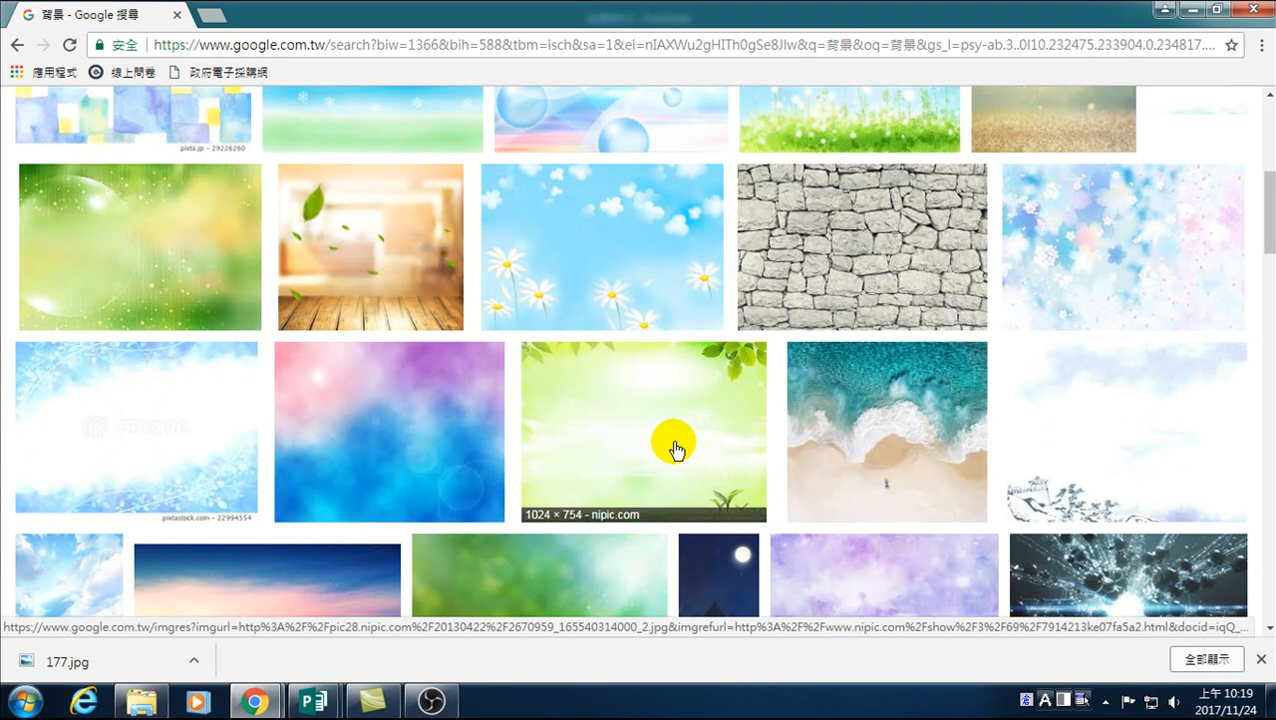 背景 - Google 搜尋
安全 https://www.google.com.tw/search?biw=1366&bih=588&tbm=isch&sa=1&ei=nIAXWu2gHITh0gSe8Jlw&q=背景&oq=背景&gs_l=psy-ab.3..0l10.232475.233904.0.234817....
應用程式 線上問卷 政府電子採購網
pixta.jp - 29226260
1024 × 754 - nipic.com
pixtastock.com - 22994554
https://www.google.com.tw/imgres?imgurl=http%3A%2F%2Fpic28.nipic.com%2F20130422%2F2670959_165540314000_2.jpg&imgrefurl=http%3A%2F%2Fwww.nipic.com%2Fshow%2F3%2F69%2F7914213ke07fa5a2.html&docid=iqQ_...
177.jpg
全部顯示
A
上午 10:19
2017/11/24